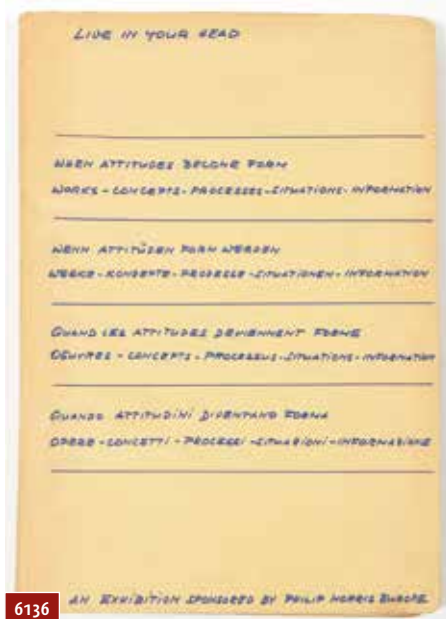 LIVE IN YOUR HEAD
WHEN ATTITUDES BECOME FORM
WORKS - CONCEPTS - PROCESSES - SITUATIONS - INFORMATION
WENN ATTITÜDEN FORM WERDEN
WERKE - KONZEPTE - PROZESSE - SITUATIONEN - INFORMATION
QUAND LES ATTITUDES DEVIENNENT FORME
OEUVRES - CONCEPTS - PROCESSUS - SITUATIONS - INFORMATION
QUANDO ATTITUDINI DIVENTANO FORMA
OPERE - CONCETTI - PROCESSI - SITUAZIONI - INFORMAZIONE
AN EXHIBITION SPONSORED BY PHILIP MORRIS EUROPE
6136